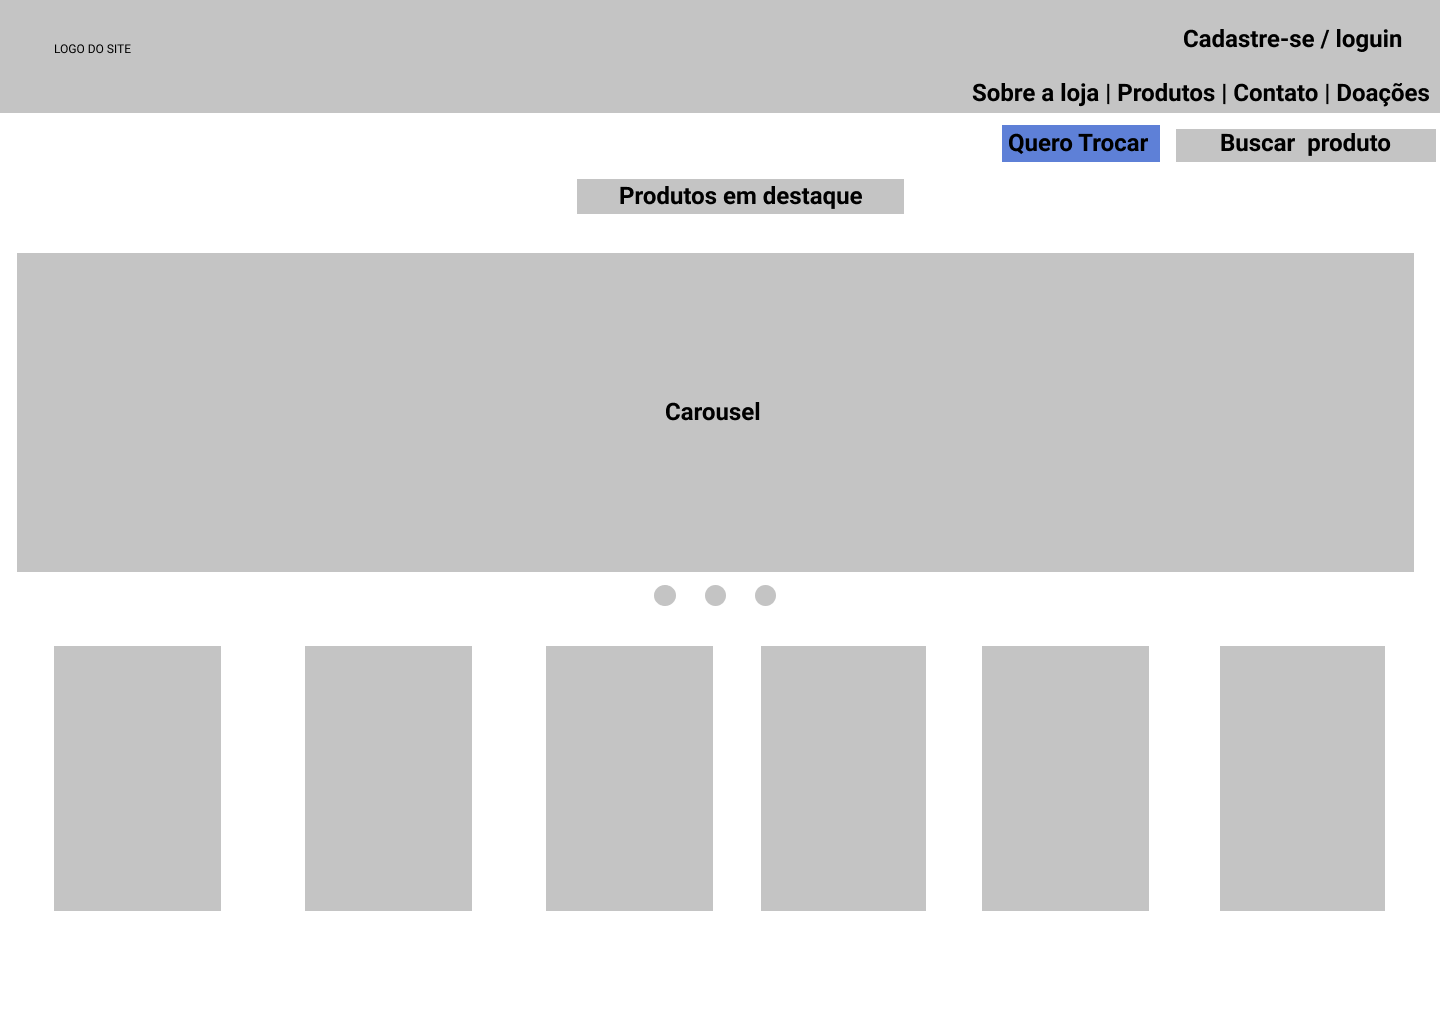 LOGO DO SITE
Cadastre-se / loguin
Sobre a loja | Produtos | Contato | Doações
Quero Trocar
Buscar  produto
Produtos em destaque
Carousel